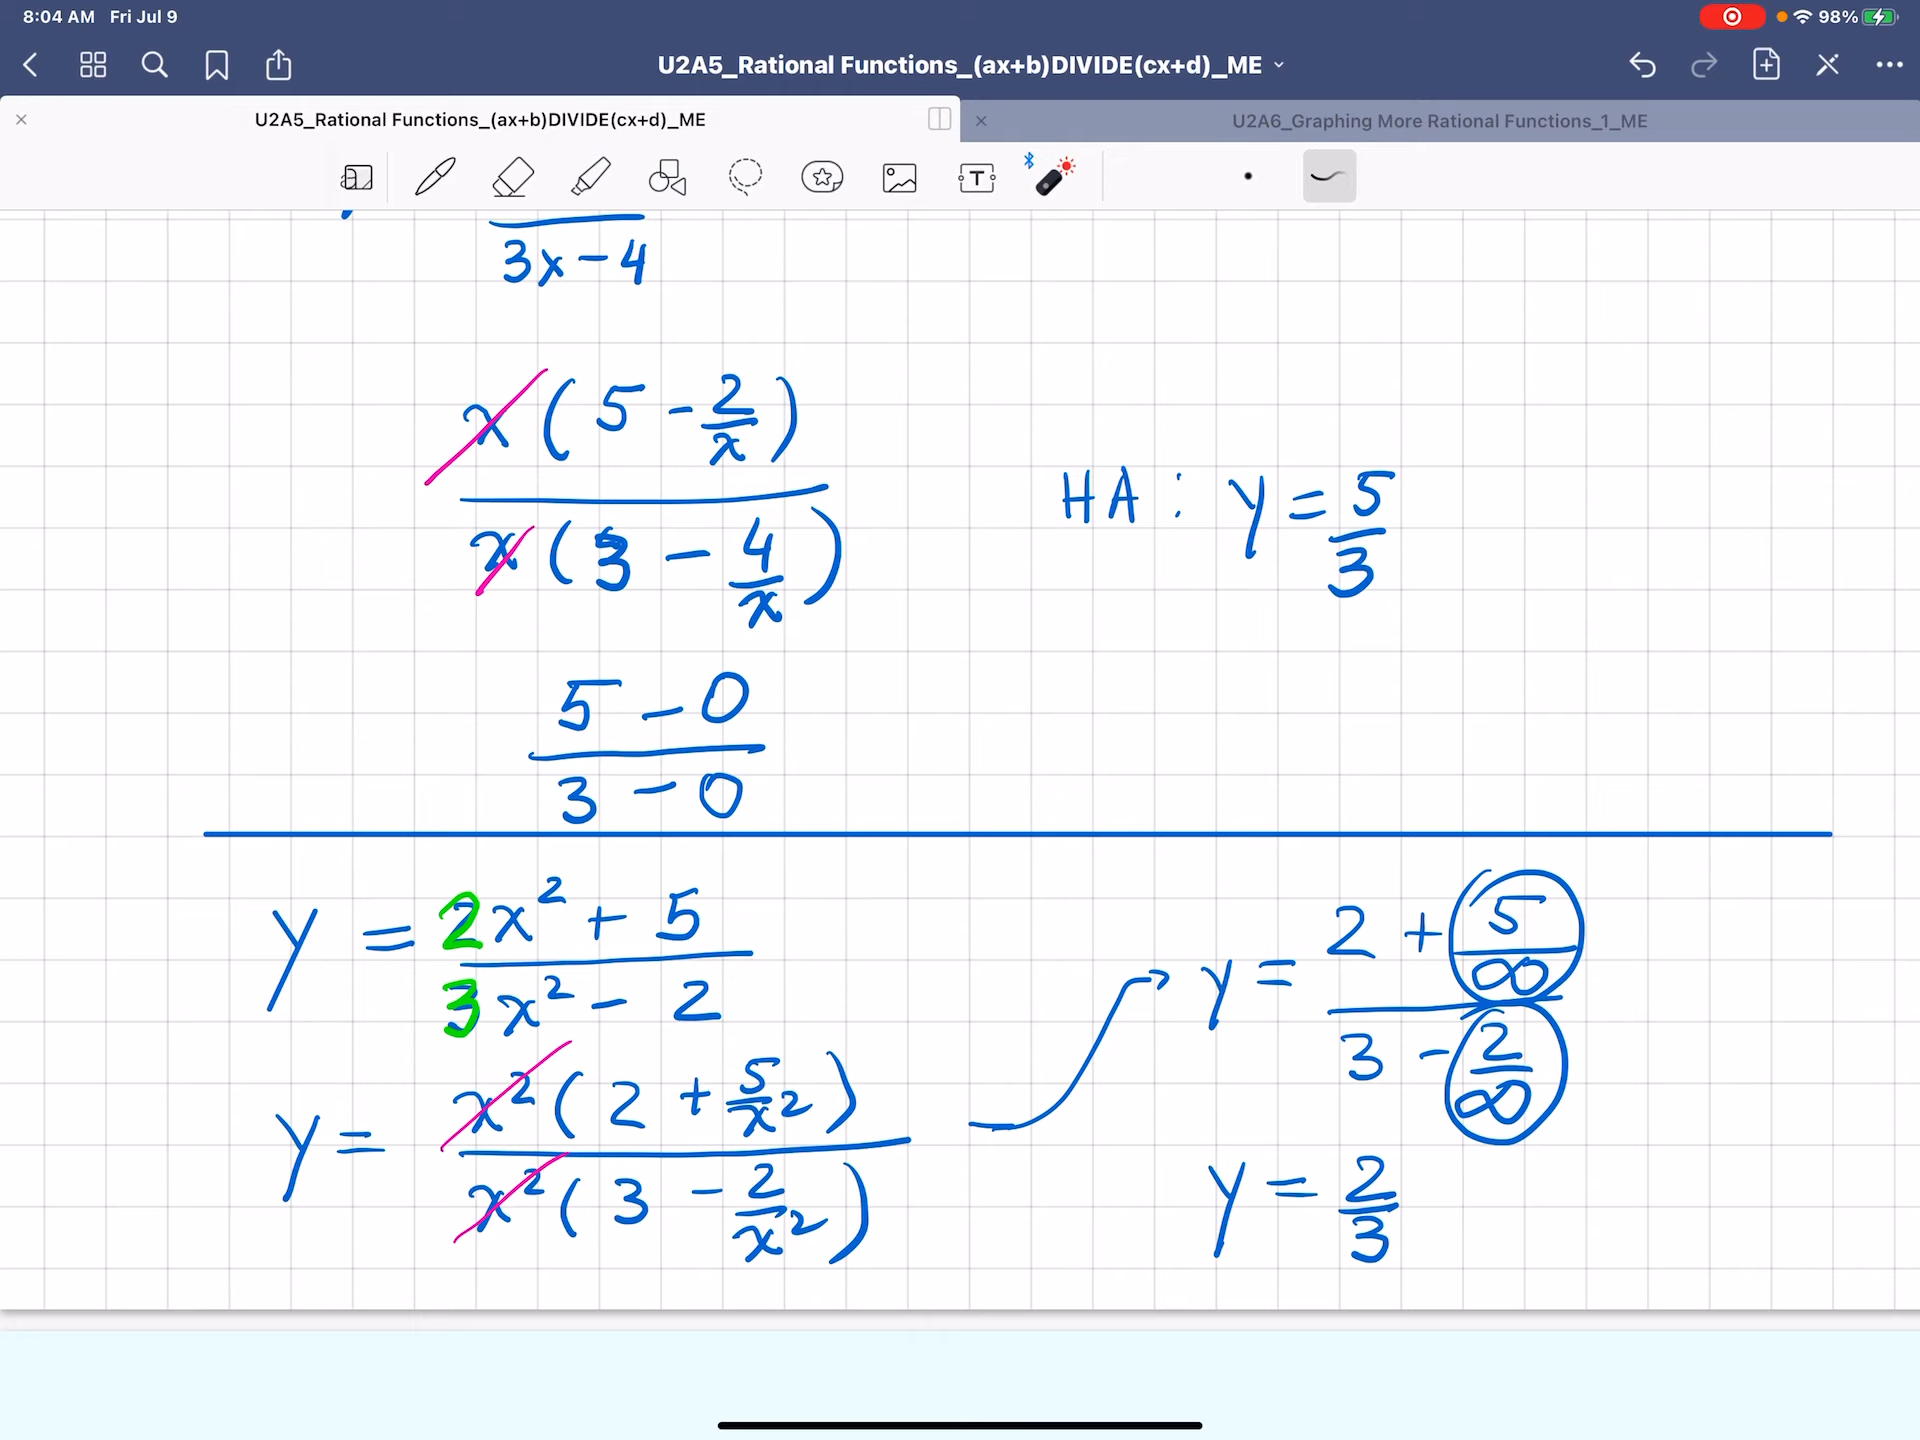 8:04 AM Fri Jul 9
98%
U2A5_Rational Functions_(ax+b)DIVIDE(cx+d)_ME
U2A5_Rational Functions_(ax+b)DIVIDE(cx+d)_ME
U2A6_Graphing More Rational Functions_1_ME
3x - 4
x ( 5 - 2/x )
x ( 3 - 4/x )
HA : y = 5/3
5 - 0
3 - 0
y = 2x² + 5
3x² - 2
y = x² ( 2 + 5/x² )
x² ( 3 - 2/x² )
y = 2 + 5/∞
3 - 2/∞
y = 2/3